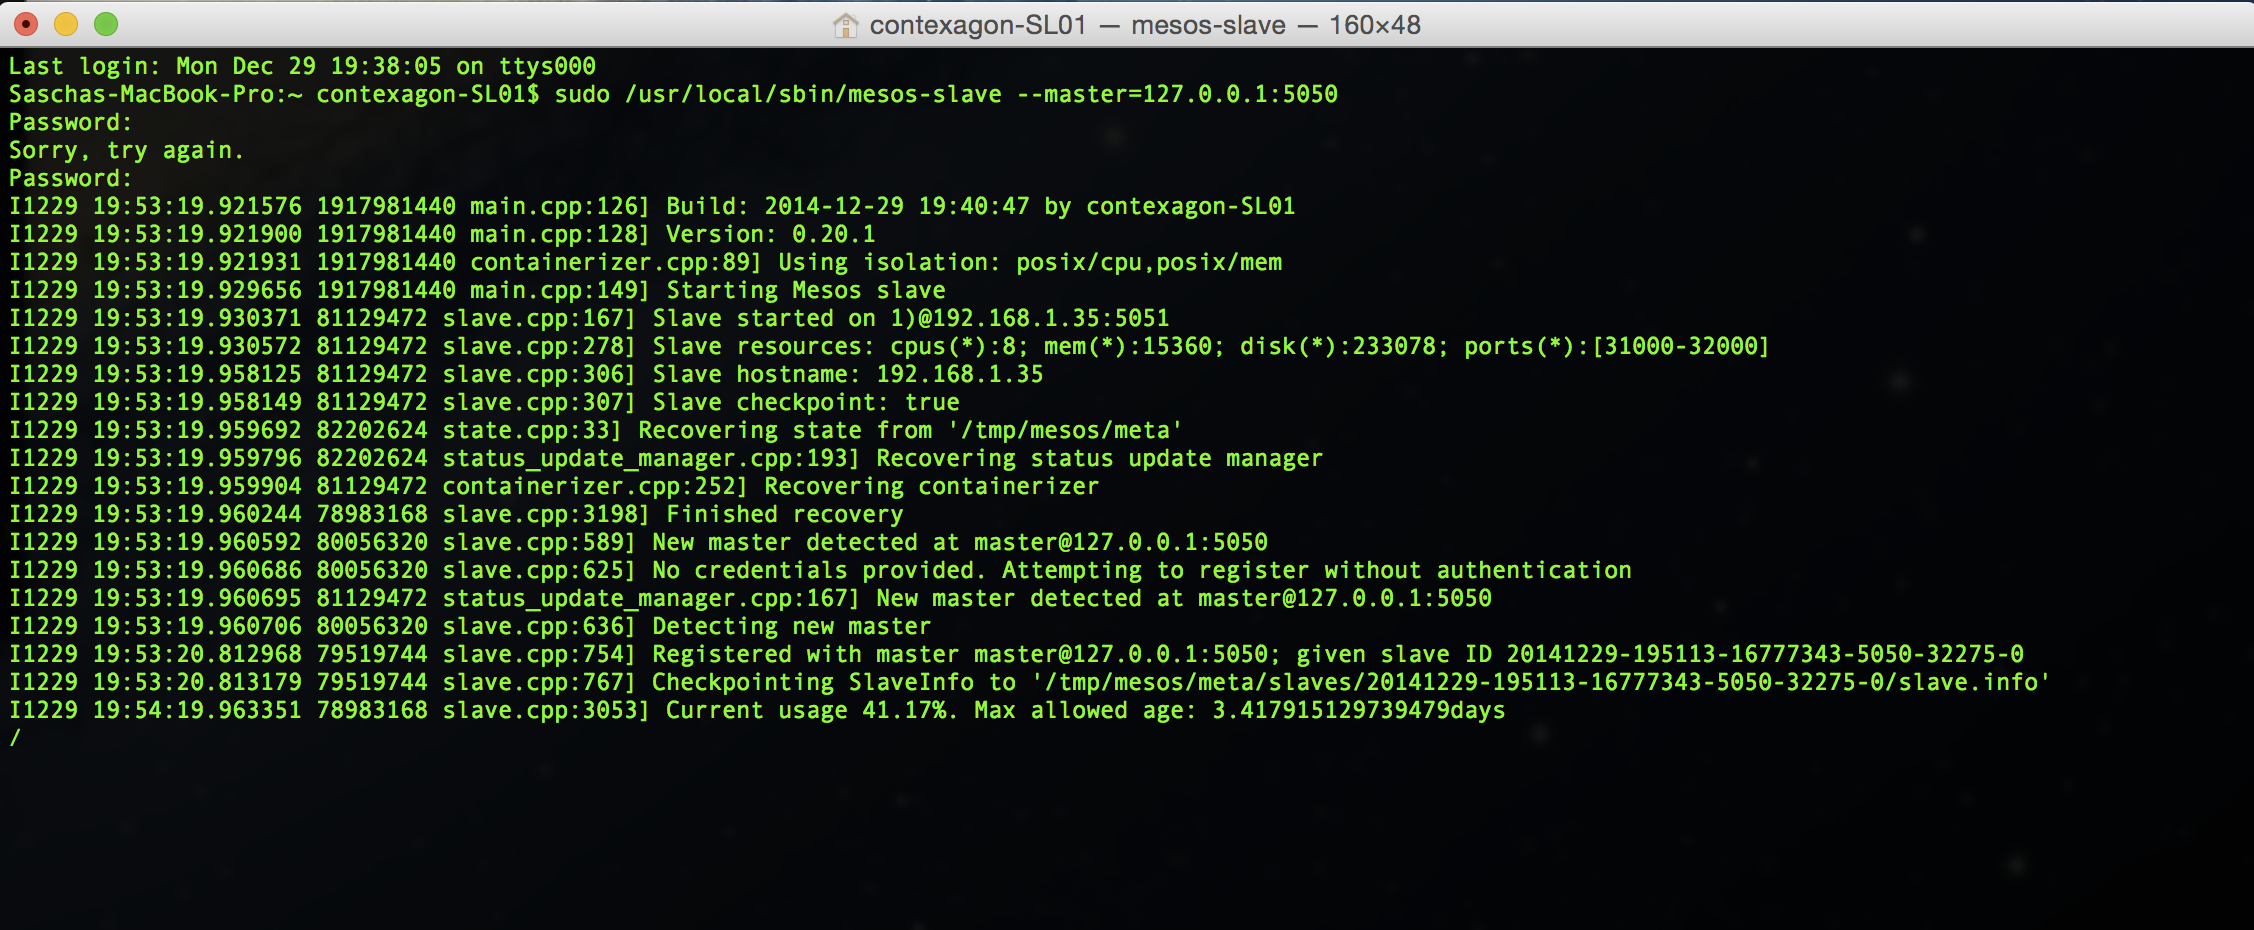 contexagon-SL01 — mesos-slave — 160×48
Last login: Mon Dec 29 19:38:05 on ttys000
Saschas-MacBook-Pro:~ contexagon-SL01$ sudo /usr/local/sbin/mesos-slave --master=127.0.0.1:5050
Password:
Sorry, try again.
Password:
I1229 19:53:19.921576 1917981440 main.cpp:126] Build: 2014-12-29 19:40:47 by contexagon-SL01
I1229 19:53:19.921900 1917981440 main.cpp:128] Version: 0.20.1
I1229 19:53:19.921931 1917981440 containerizer.cpp:89] Using isolation: posix/cpu,posix/mem
I1229 19:53:19.929656 1917981440 main.cpp:149] Starting Mesos slave
I1229 19:53:19.930371 81129472 slave.cpp:167] Slave started on 1)@192.168.1.35:5051
I1229 19:53:19.930572 81129472 slave.cpp:278] Slave resources: cpus(*):8; mem(*):15360; disk(*):233078; ports(*):[31000-32000]
I1229 19:53:19.958125 81129472 slave.cpp:306] Slave hostname: 192.168.1.35
I1229 19:53:19.958149 81129472 slave.cpp:307] Slave checkpoint: true
I1229 19:53:19.959692 82202624 state.cpp:33] Recovering state from '/tmp/mesos/meta'
I1229 19:53:19.959796 82202624 status_update_manager.cpp:193] Recovering status update manager
I1229 19:53:19.959904 81129472 containerizer.cpp:252] Recovering containerizer
I1229 19:53:19.960244 78983168 slave.cpp:3198] Finished recovery
I1229 19:53:19.960592 80056320 slave.cpp:589] New master detected at master@127.0.0.1:5050
I1229 19:53:19.960686 80056320 slave.cpp:625] No credentials provided. Attempting to register without authentication
I1229 19:53:19.960695 81129472 status_update_manager.cpp:167] New master detected at master@127.0.0.1:5050
I1229 19:53:19.960706 80056320 slave.cpp:636] Detecting new master
I1229 19:53:20.812968 79519744 slave.cpp:754] Registered with master master@127.0.0.1:5050; given slave ID 20141229-195113-16777343-5050-32275-0
I1229 19:53:20.813179 79519744 slave.cpp:767] Checkpointing SlaveInfo to '/tmp/mesos/meta/slaves/20141229-195113-16777343-5050-32275-0/slave.info'
I1229 19:54:19.963351 78983168 slave.cpp:3053] Current usage 41.17%. Max allowed age: 3.417915129739479days
/